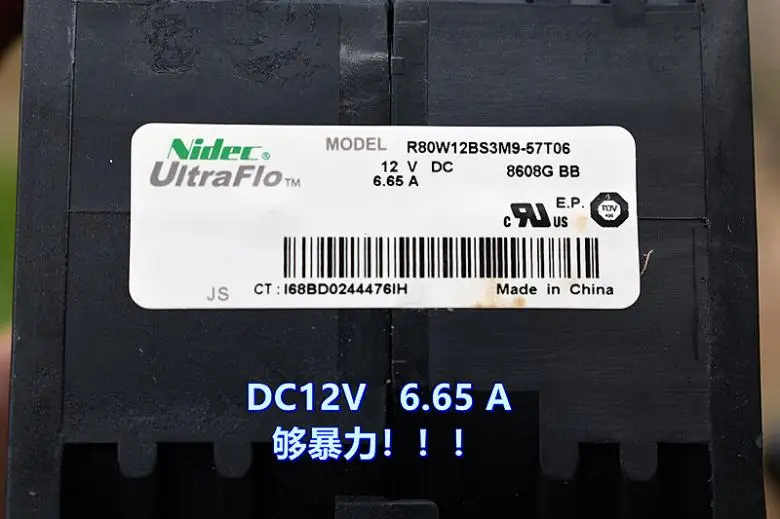 Nidec® MODEL R80W12BS3M9-57T06
UltraFlo™ 12 V DC 8608G BB
6.65 A
E.P.
c RU US TÜV
JS CT : I68BD0244476IH Made in China
DC12V 6.65 A
够暴力！！！